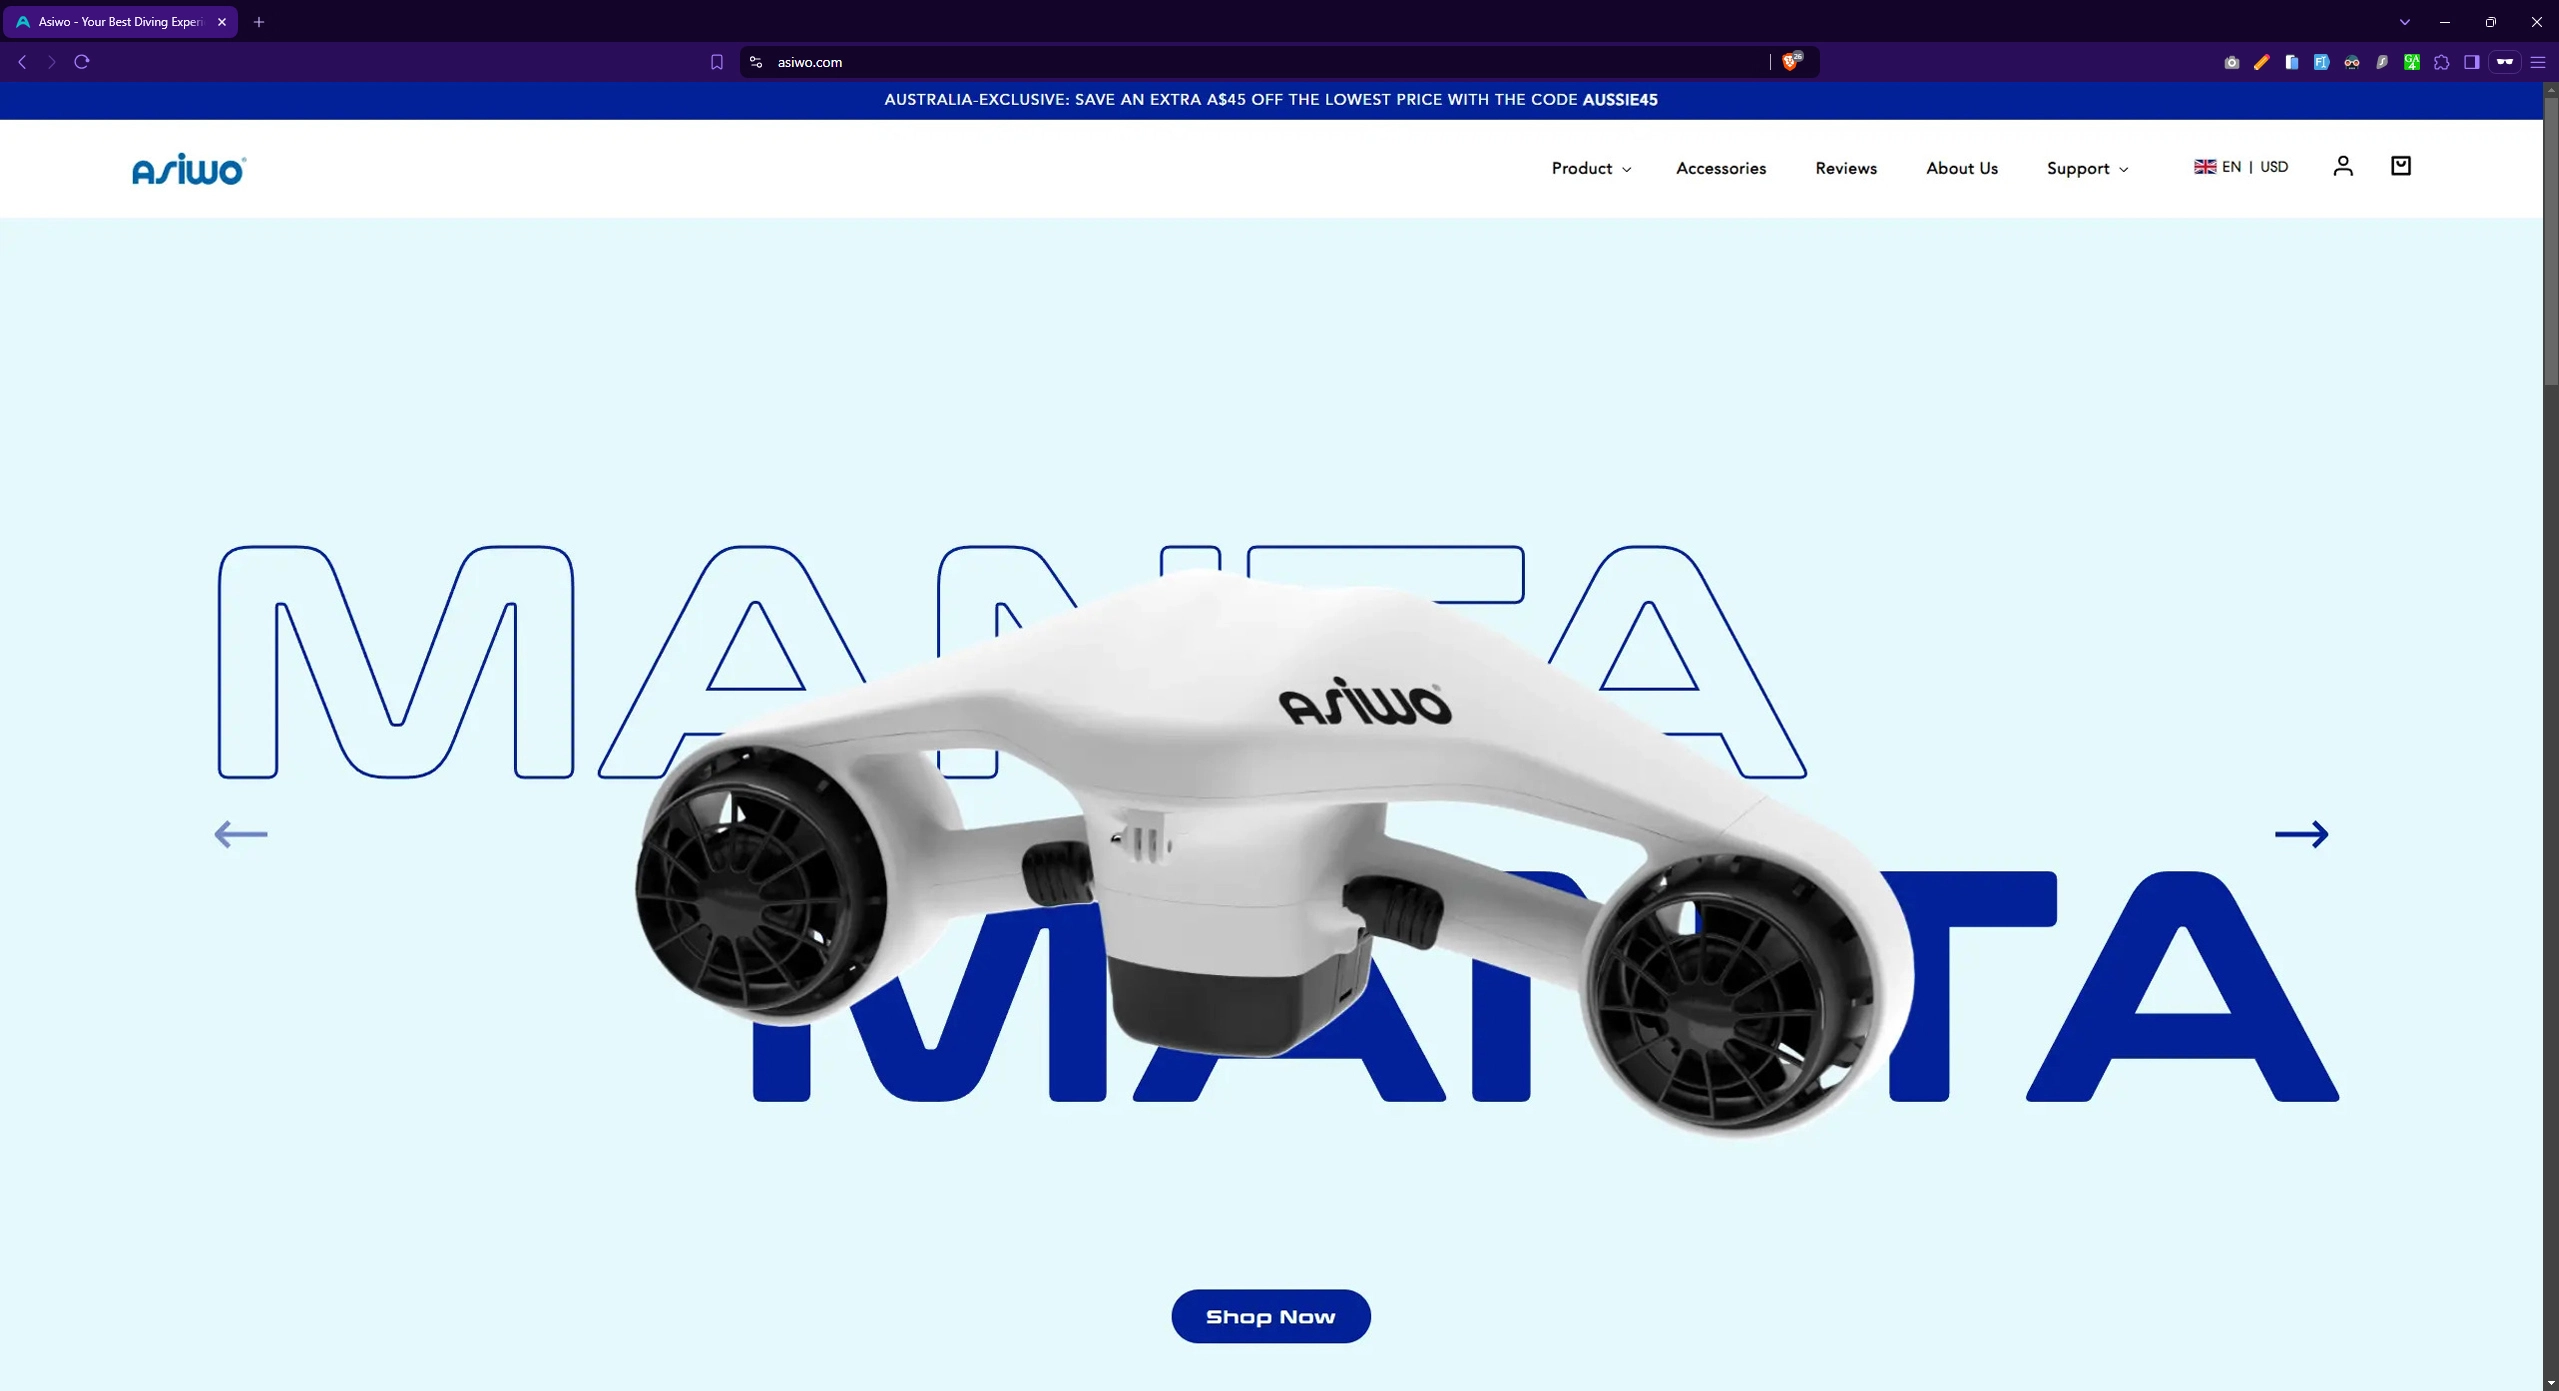 Asiwo - Your Best Diving Experi
asiwo.com
26
AUSTRALIA-EXCLUSIVE: SAVE AN EXTRA A$45 OFF THE LOWEST PRICE WITH THE CODE AUSSIE45
Asiwo
Product
Accessories
Reviews
About Us
Support
EN | USD
MANTA
Asiwo
MANTA
Shop Now